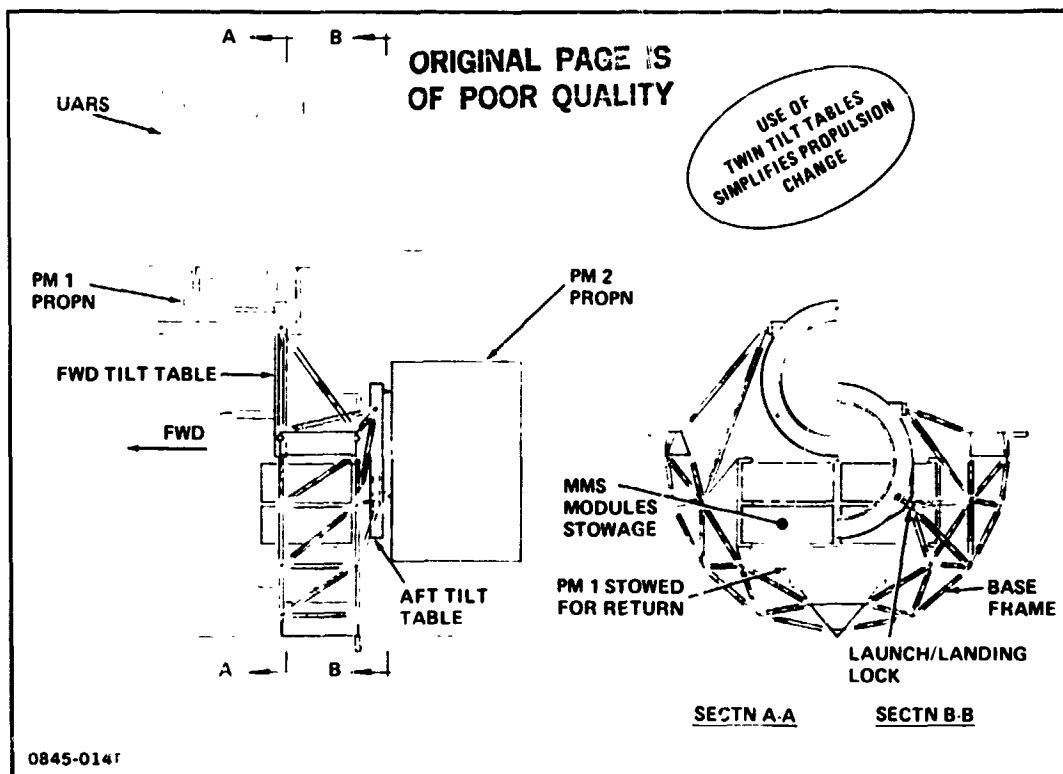 A
B
ORIGINAL PAGE IS
OF POOR QUALITY
UARS
USE OF
TWIN TILT TABLES
SIMPLIFIES PROPULSION
CHANGE
PM 1
PROPN
PM 2
PROPN
FWD TILT TABLE
FWD
MMS
MODULES
STOWAGE
AFT TILT
TABLE
PM 1 STOWED
FOR RETURN
BASE
FRAME
LAUNCH/LANDING
LOCK
A
B
SECTN A-A
SECTN B-B